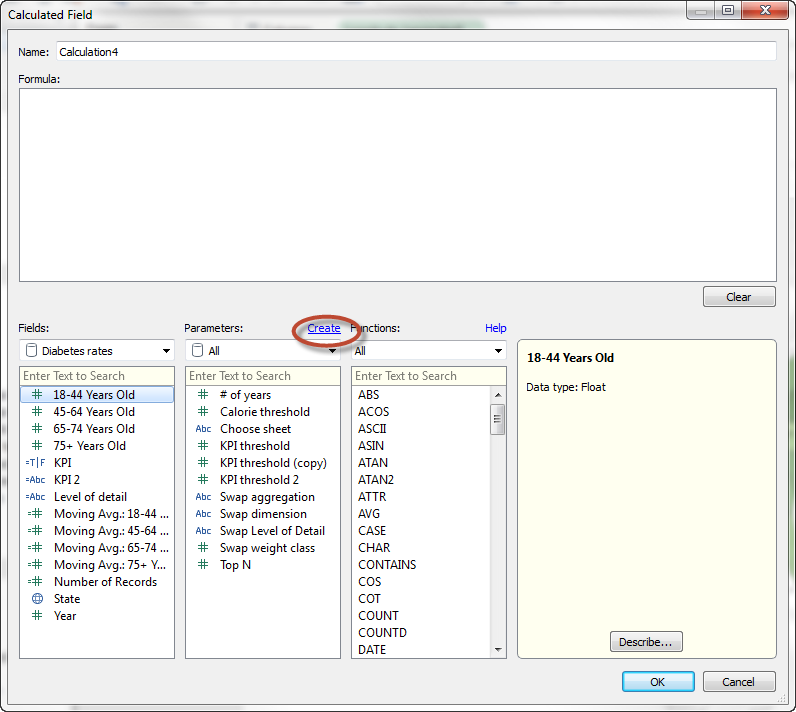 Calculated Field
Name: Calculation4
Formula:
Clear
Fields:
Diabetes rates
Enter Text to Search
# 18-44 Years Old
# 45-64 Years Old
# 65-74 Years Old
# 75+ Years Old
=T|F KPI
=Abc KPI 2
=Abc Level of detail
=# Moving Avg.: 18-44 ...
=# Moving Avg.: 45-64 ...
=# Moving Avg.: 65-74 ...
=# Moving Avg.: 75+ Y...
=# Number of Records
State
# Year
Parameters: Create
All
Enter Text to Search
# # of years
# Calorie threshold
Abc Choose sheet
# KPI threshold
# KPI threshold (copy)
# KPI threshold 2
Abc Swap aggregation
Abc Swap dimension
Abc Swap Level of Detail
# Swap weight class
# Top N
Functions: Help
All
Enter Text to Search
ABS
ACOS
ASCII
ASIN
ATAN
ATAN2
ATTR
AVG
CASE
CHAR
CONTAINS
COS
COT
COUNT
COUNTD
DATE
18-44 Years Old
Data type: Float
Describe...
OK Cancel